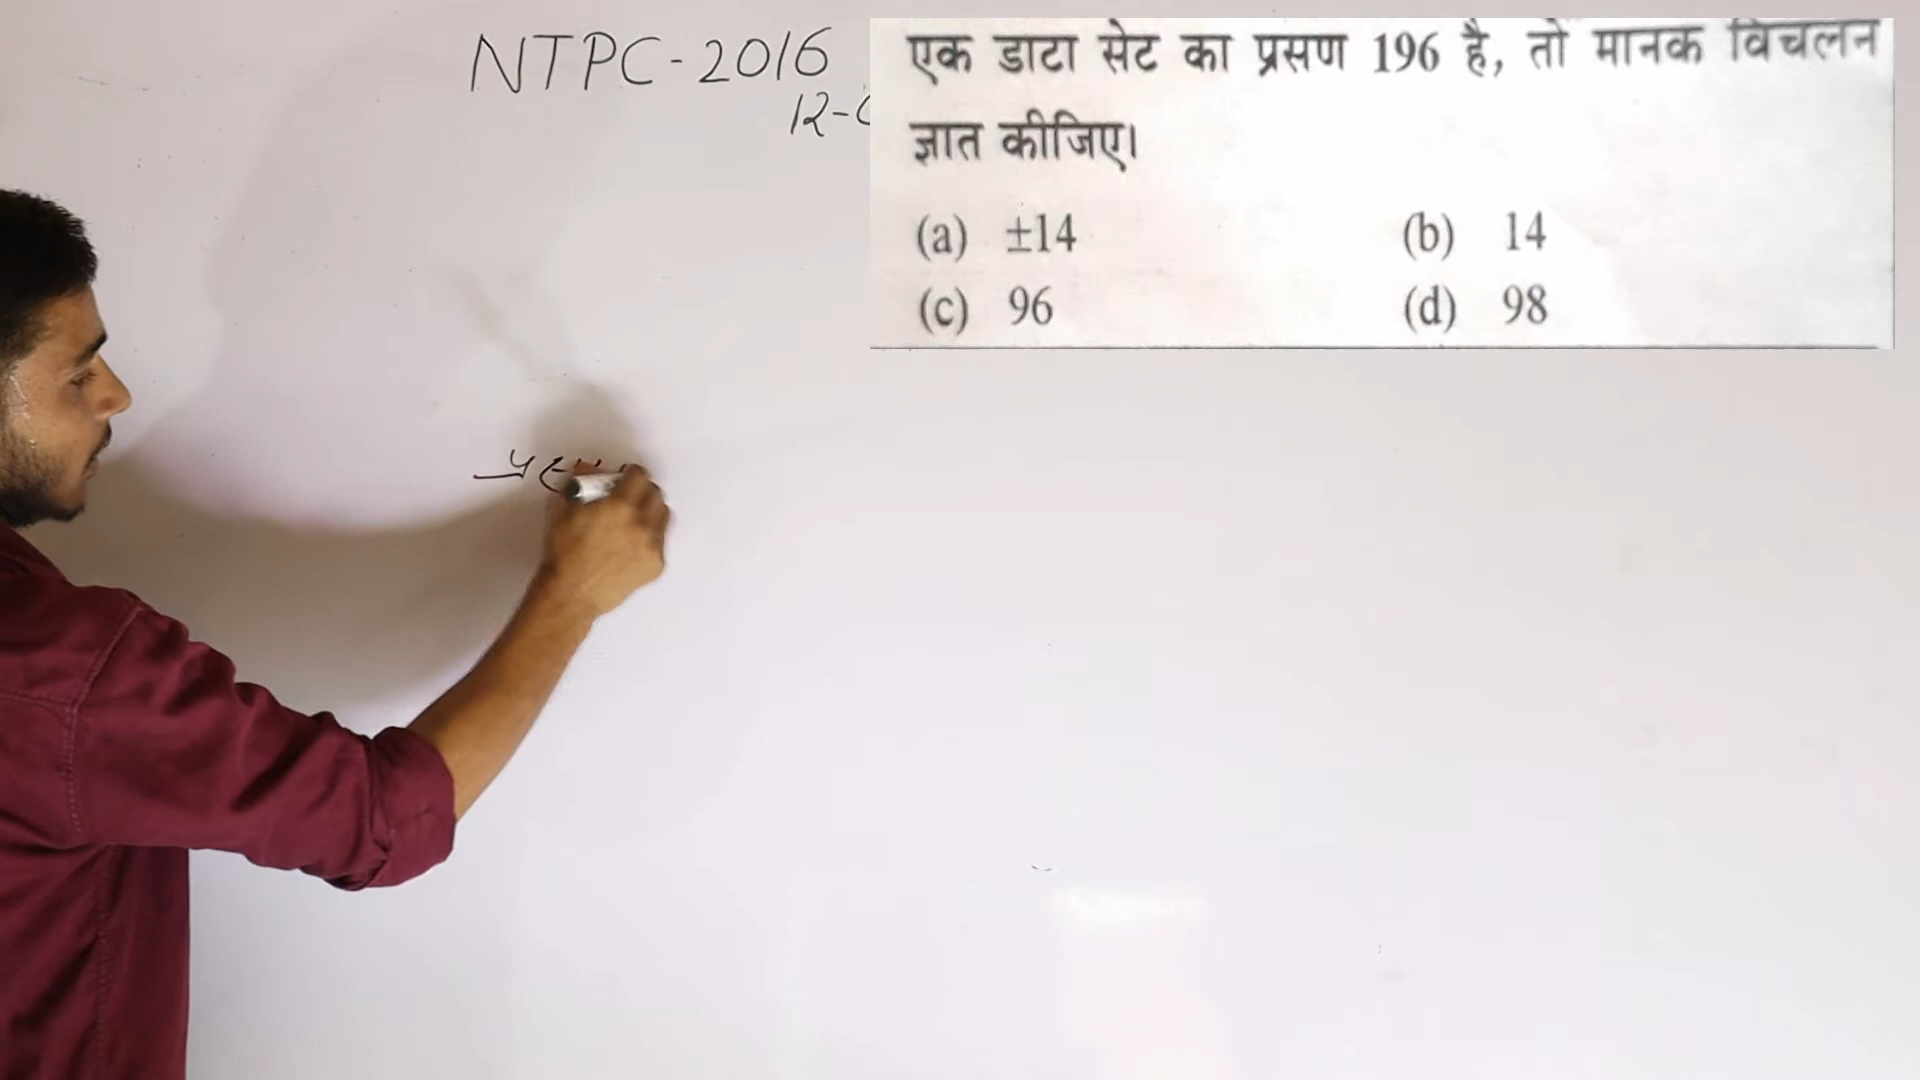 NTPC-2016
एक डाटा सेट का प्रसण 196 है, तो मानक विचलन
ज्ञात कीजिए।
(a) ±14 (b) 14
(c) 96 (d) 98